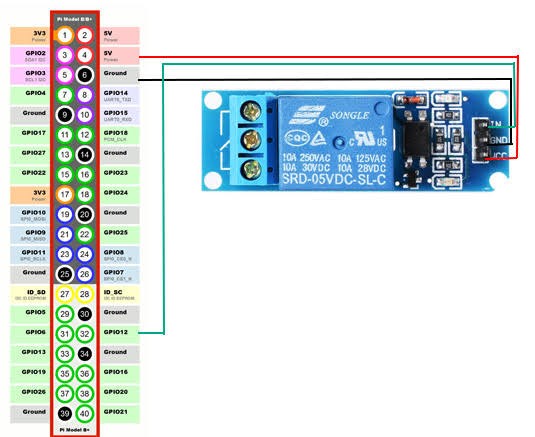 Pi Model B/B+
3V3
Power
1
2
5V
Power
GPIO2
SDA1 I2C
3
4
5V
Power
GPIO3
SCL1 I2C
5
6
Ground
GPIO4
7
8
GPIO14
UART0_TXD
Ground
9
10
GPIO15
UART0_RXD
GPIO17
11
12
GPIO18
PCM_CLK
GPIO27
13
14
Ground
GPIO22
15
16
GPIO23
3V3
Power
17
18
GPIO24
GPIO10
SPI0_MOSI
19
20
Ground
GPIO9
SPI0_MISO
21
22
GPIO25
GPIO11
SPI0_SCLK
23
24
GPIO8
SPI0_CE0_N
Ground
25
26
GPIO7
SPI0_CE1_N
ID_SD
I2C ID EEPROM
27
28
ID_SC
I2C ID EEPROM
GPIO5
29
30
Ground
GPIO6
31
32
GPIO12
GPIO13
33
34
Ground
GPIO19
35
36
GPIO16
GPIO26
37
38
GPIO20
Ground
39
40
GPIO21
Pi Model B+
SONGLE
CQC
c UL US
1
10A 250VAC 10A 125VAC
10A 30VDC 10A 28VDC
SRD-05VDC-SL-C
IN
GND
VCC